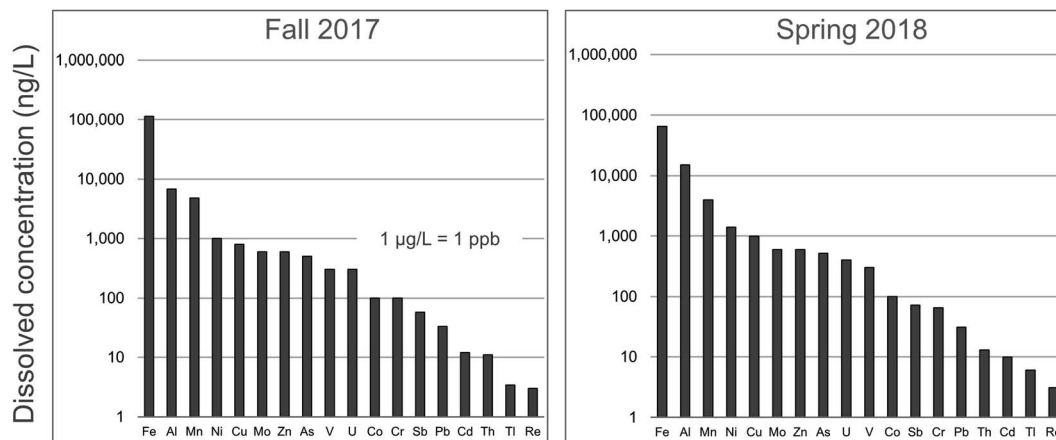 Dissolved concentration (ng/L)
Fall 2017
1,000,000
100,000
10,000
1,000
100
10
1
1 µg/L = 1 ppb
Fe Al Mn Ni Cu Mo Zn As V U Co Cr Sb Pb Cd Th Tl Re
Spring 2018
1,000,000
100,000
10,000
1,000
100
10
1
Fe Al Mn Ni Cu Mo Zn As U V Co Sb Cr Pb Th Cd Tl Re